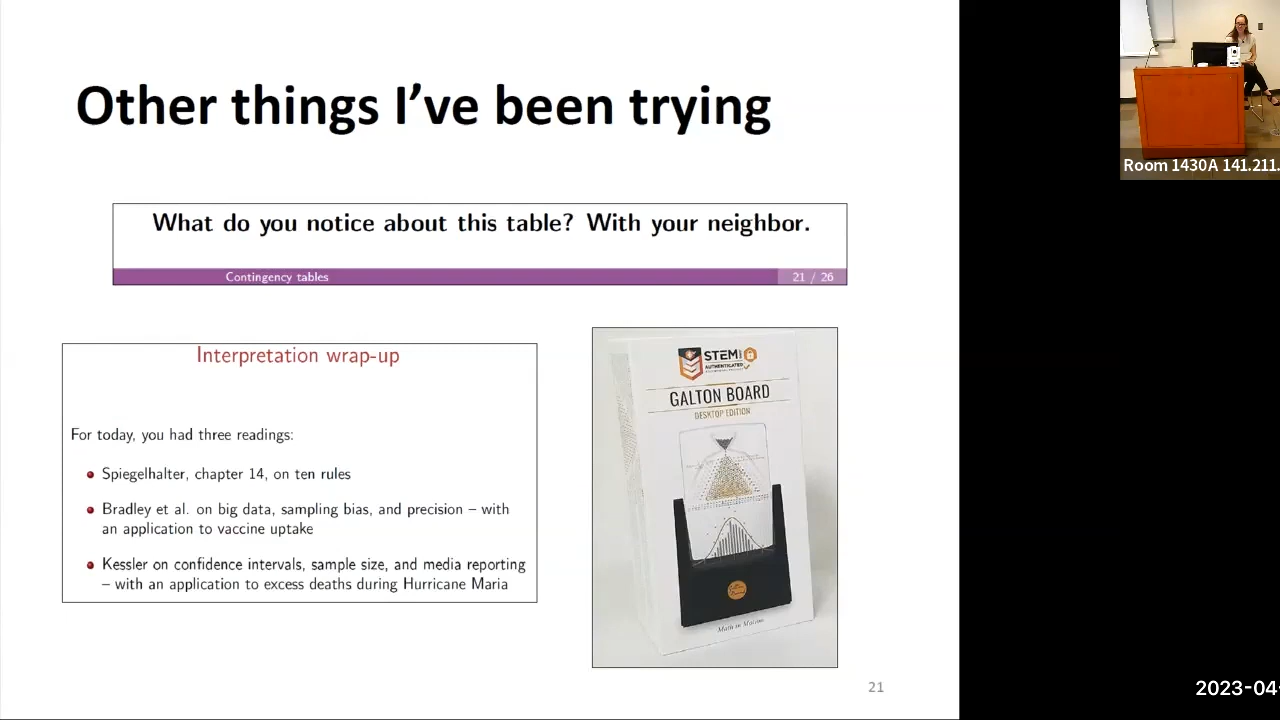 Other things I've been trying
What do you notice about this table? With your neighbor.
Contingency tables 21 / 26
Interpretation wrap-up
For today, you had three readings:
Spiegelhalter, chapter 14, on ten rules
Bradley et al. on big data, sampling bias, and precision – with
an application to vaccine uptake
Kessler on confidence intervals, sample size, and media reporting
– with an application to excess deaths during Hurricane Maria
STEM
AUTHENTICATED
GALTON BOARD
DESKTOP EDITION
Math in Motion
21
Room 1430A 141.211.
2023-04-